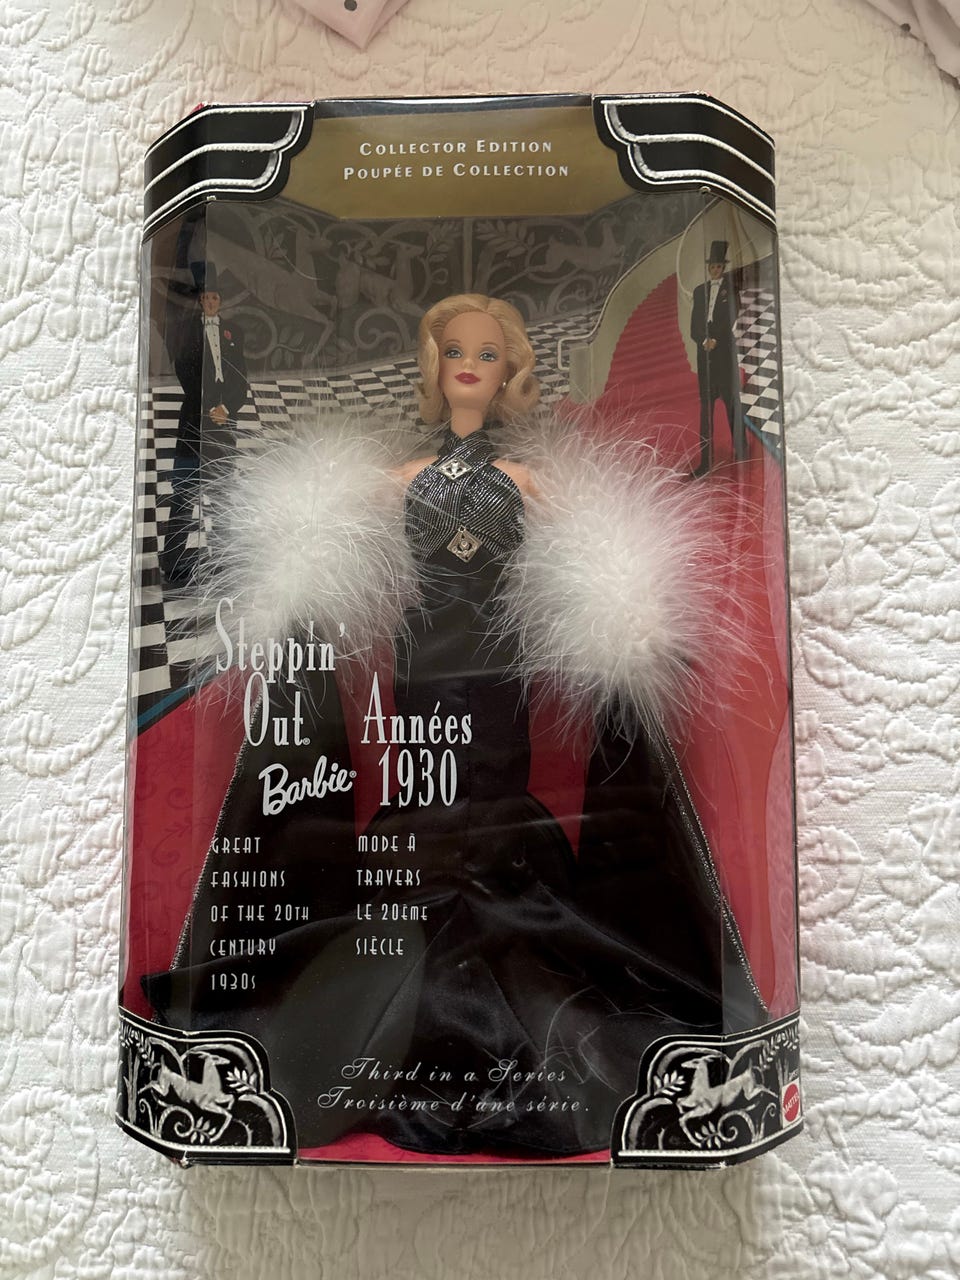 COLLECTOR EDITION
POUPÉE DE COLLECTION
Steppin'
Out
Barbie®
Années
1930
GREAT
FASHIONS
OF THE 20TH
CENTURY
1930s
MODE À
TRAVERS
LE 20ÈME
SIÈCLE
Third in a Series
Troisième d'une série.
MATTEL